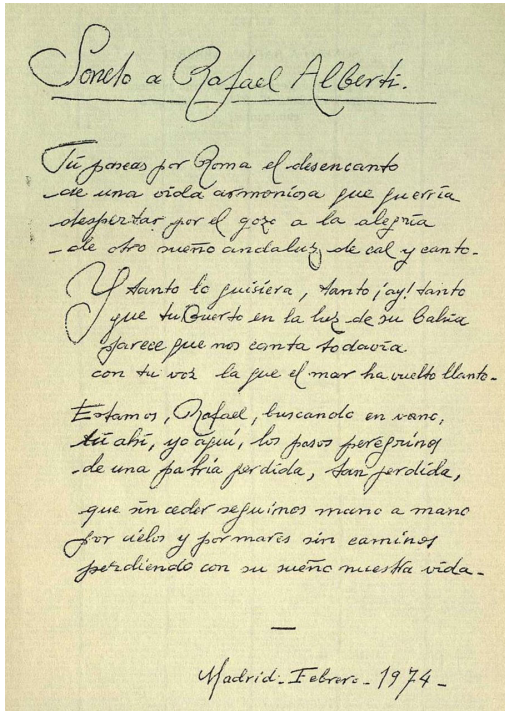 Soneto a Rafael Alberti.
Tú paseas por Roma el desencanto
de una vida armoniosa que querría
despertar por el goze a la alegría
de otro sueño andaluz de cal y canto.
Y tanto lo quisiera, tanto ¡ay! tanto
que tu Puerto en la luz de su bahía
parece que nos canta todavía
con tu voz la que el mar ha vuelto llanto.
Estamos, Rafael, buscando en vano,
tú ahí, yo aquí, los pasos peregrinos
de una patria perdida, tan perdida,
que sin ceder seguimos mano a mano
por cielos y por mares sin caminos
perdiendo con su sueño nuestra vida.
Madrid. Febrero. 1974.